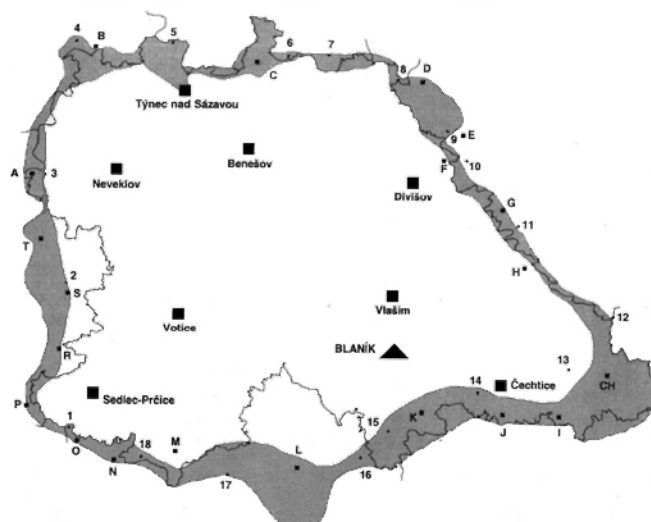 4
B
5
6
7
C
8
D
Týnec nad Sázavou
9
E
Benešov
F
10
A
3
Neveklov
Divišov
G
11
T
H
2
S
Vlašim
12
Votice
R
BLANÍK
13
CH
Čechtice
Sedlec-Prčice
14
P
K
J
I
15
1
O
18
M
N
L
16
17